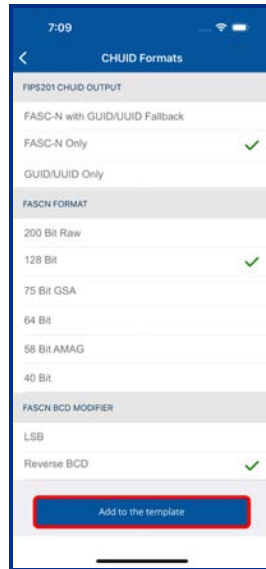 7:09
CHUID Formats
FIPS201 CHUID OUTPUT
FASC-N with GUID/UUID Fallback
FASC-N Only
GUID/UUID Only
FASCN FORMAT
200 Bit Raw
128 Bit
75 Bit GSA
64 Bit
58 Bit AMAG
40 Bit
FASCN BCD MODIFIER
LSB
Reverse BCD
Add to the template